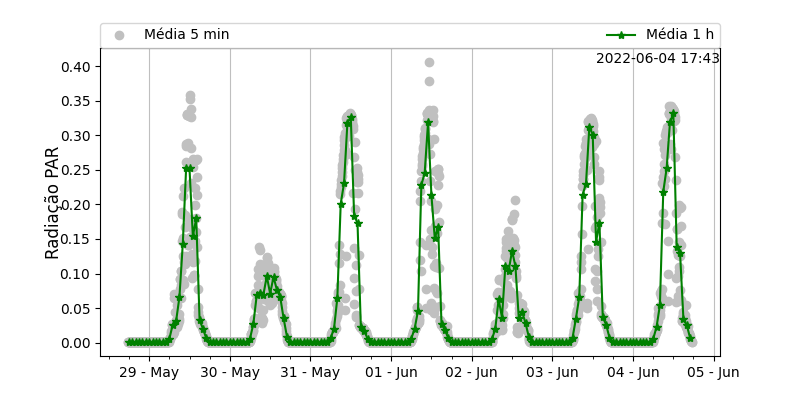 Média 5 min
Média 1 h
2022-06-04 17:43
Radiação PAR
0.40
0.35
0.30
0.25
0.20
0.15
0.10
0.05
0.00
29 - May
30 - May
31 - May
01 - Jun
02 - Jun
03 - Jun
04 - Jun
05 - Jun